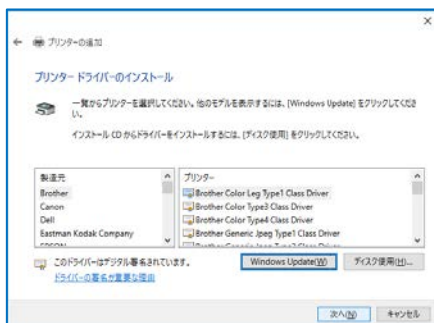 プリンターの追加
プリンター ドライバーのインストール
一覧からプリンターを選択してください。他のモデルを表示するには、[Windows Update] をクリックしてくださ
い。
インストール CD からドライバーをインストールするには、[ディスク使用] をクリックしてください。
製造元
Brother
Canon
Dell
Eastman Kodak Company
EPSON
プリンター
Brother Color Leg Type1 Class Driver
Brother Color Type3 Class Driver
Brother Color Type4 Class Driver
Brother Generic Jpeg Type1 Class Driver
このドライバーはデジタル署名されています。
ドライバーの署名が重要な理由
Windows Update(W)
ディスク使用(H)...
次へ(N)
キャンセル